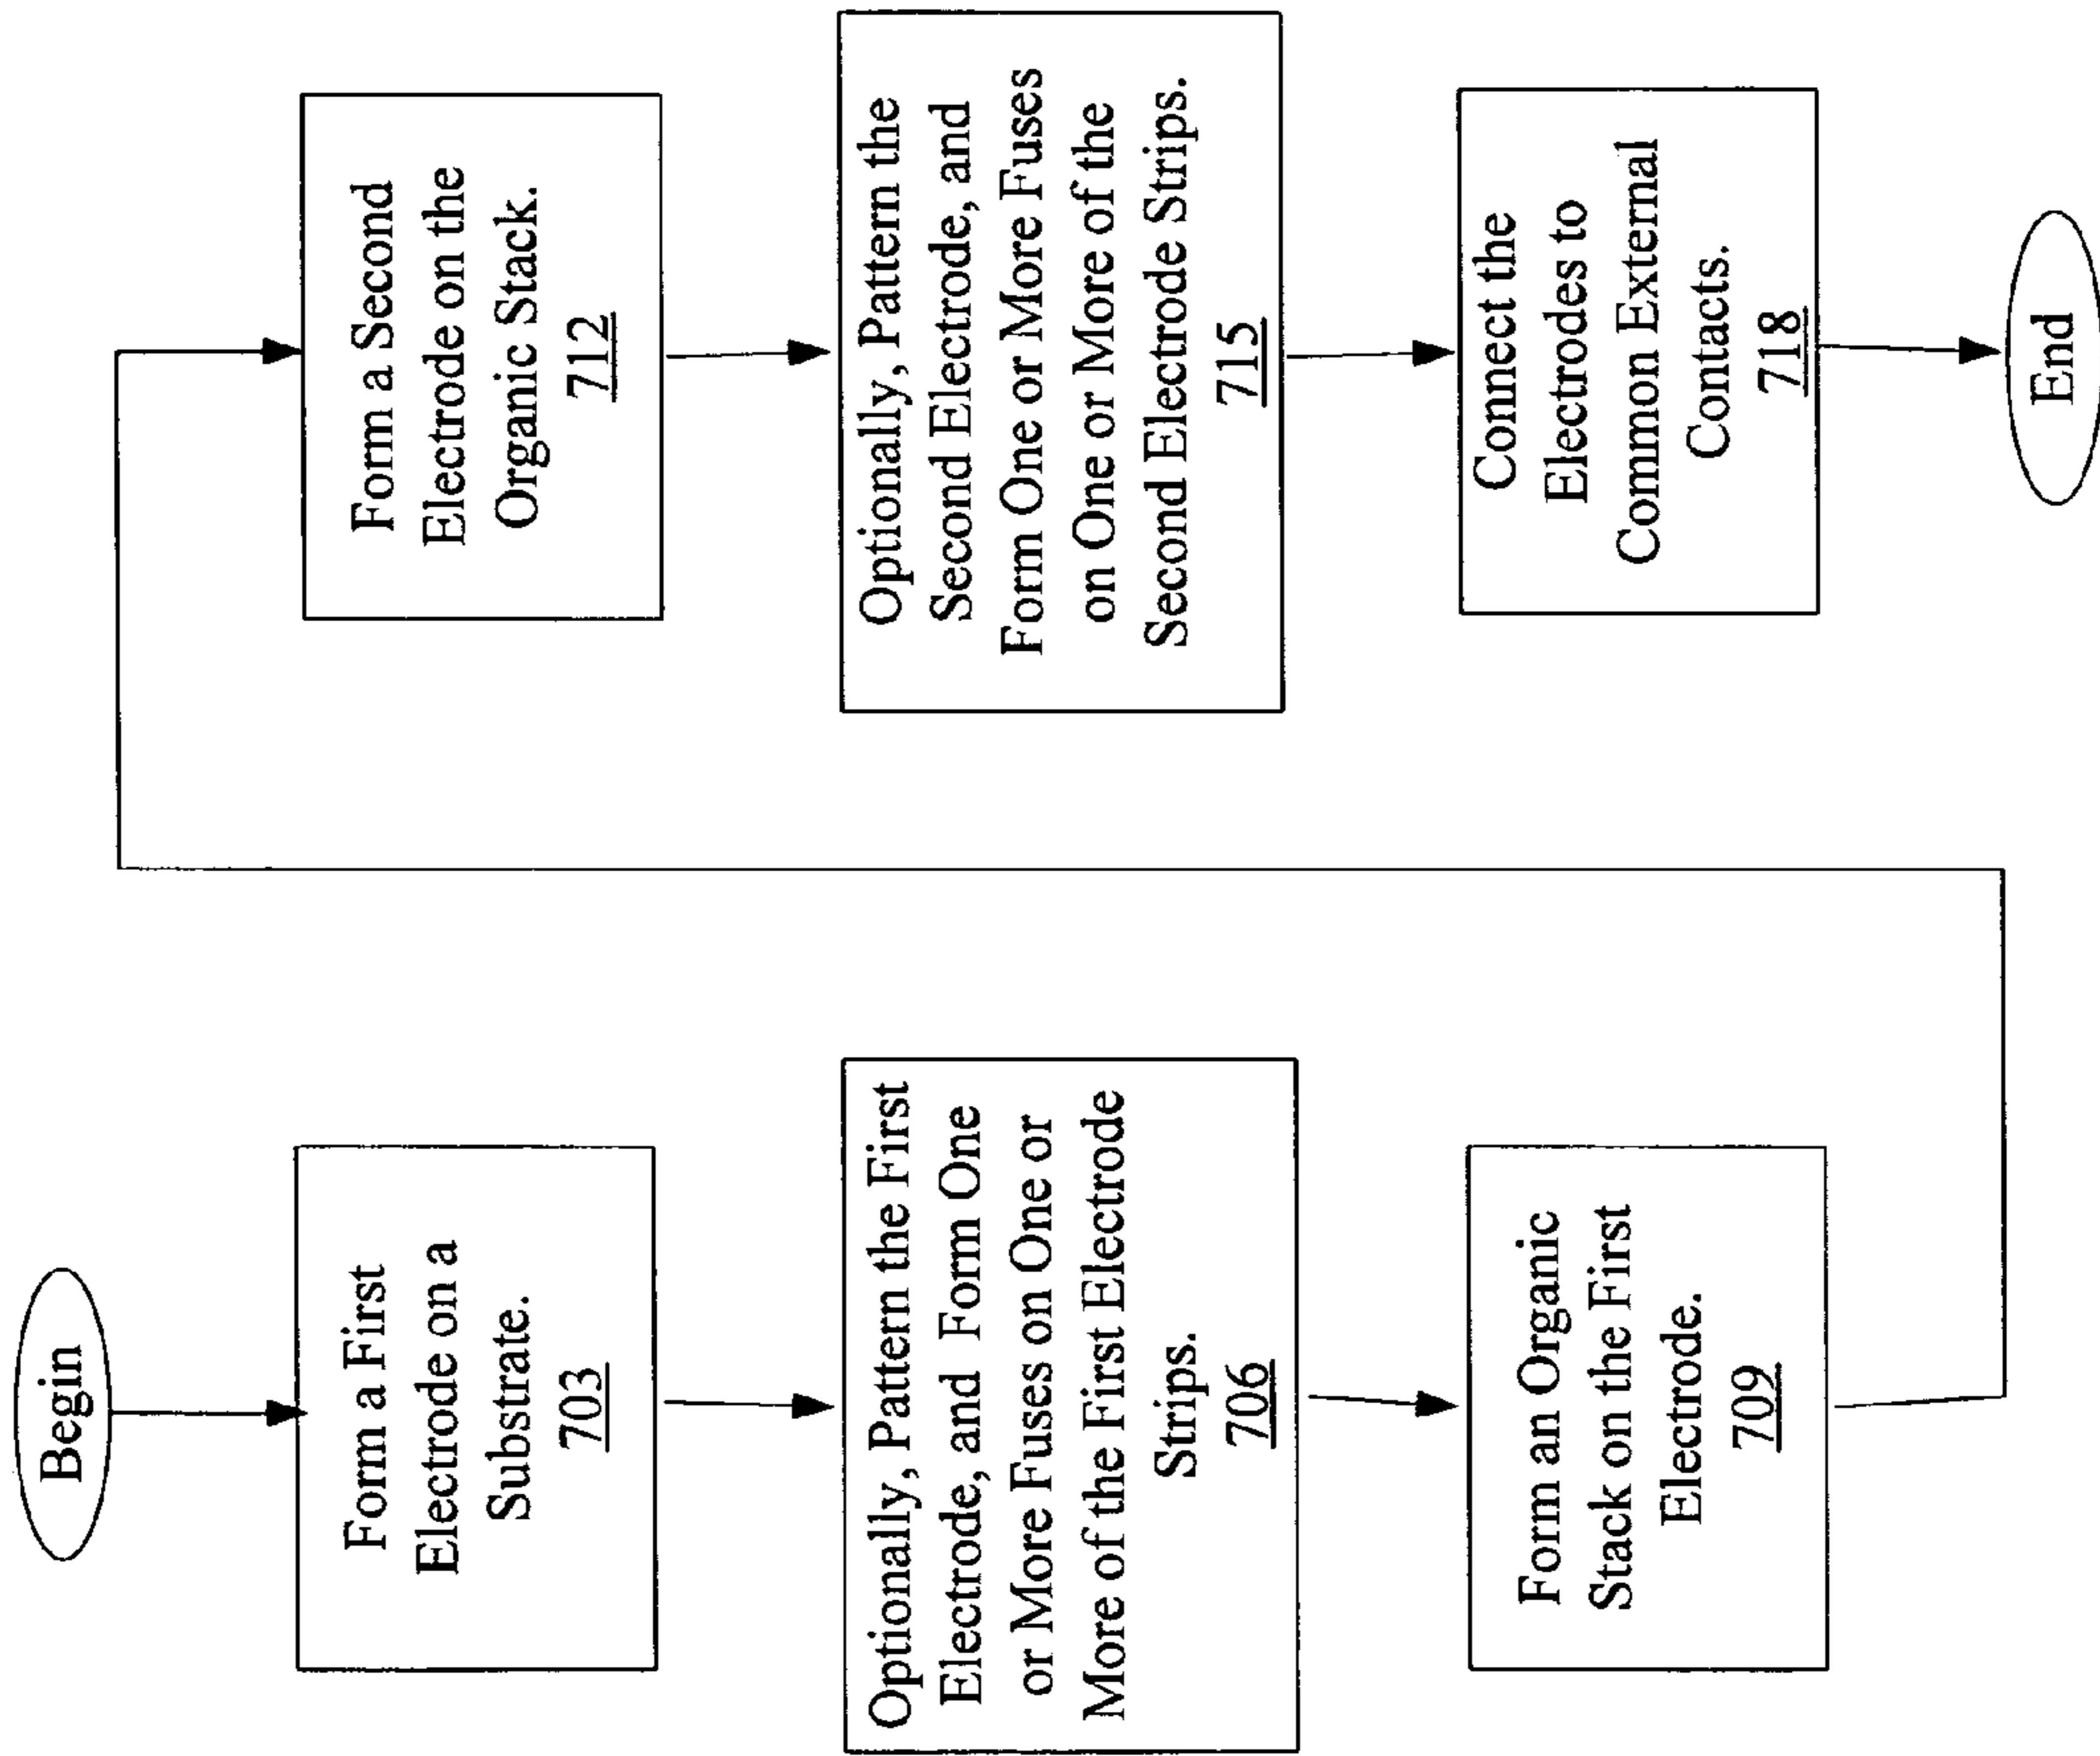 Begin
Form a First
Electrode on a
Substrate.
703
Optionally, Pattern the First
Electrode, and Form One
or More Fuses on One or
More of the First Electrode
Strips.
706
Form an Organic
Stack on the First
Electrode.
709
Form a Second
Electrode on the
Organic Stack.
712
Optionally, Pattern the
Second Electrode, and
Form One or More Fuses
on One or More of the
Second Electrode Strips.
715
Connect the
Electrodes to
Common External
Contacts.
718
End